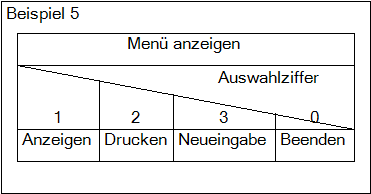 Beispiel 5
Menü anzeigen
Auswahlziffer
1 2 3 0
Anzeigen Drucken Neueingabe Beenden